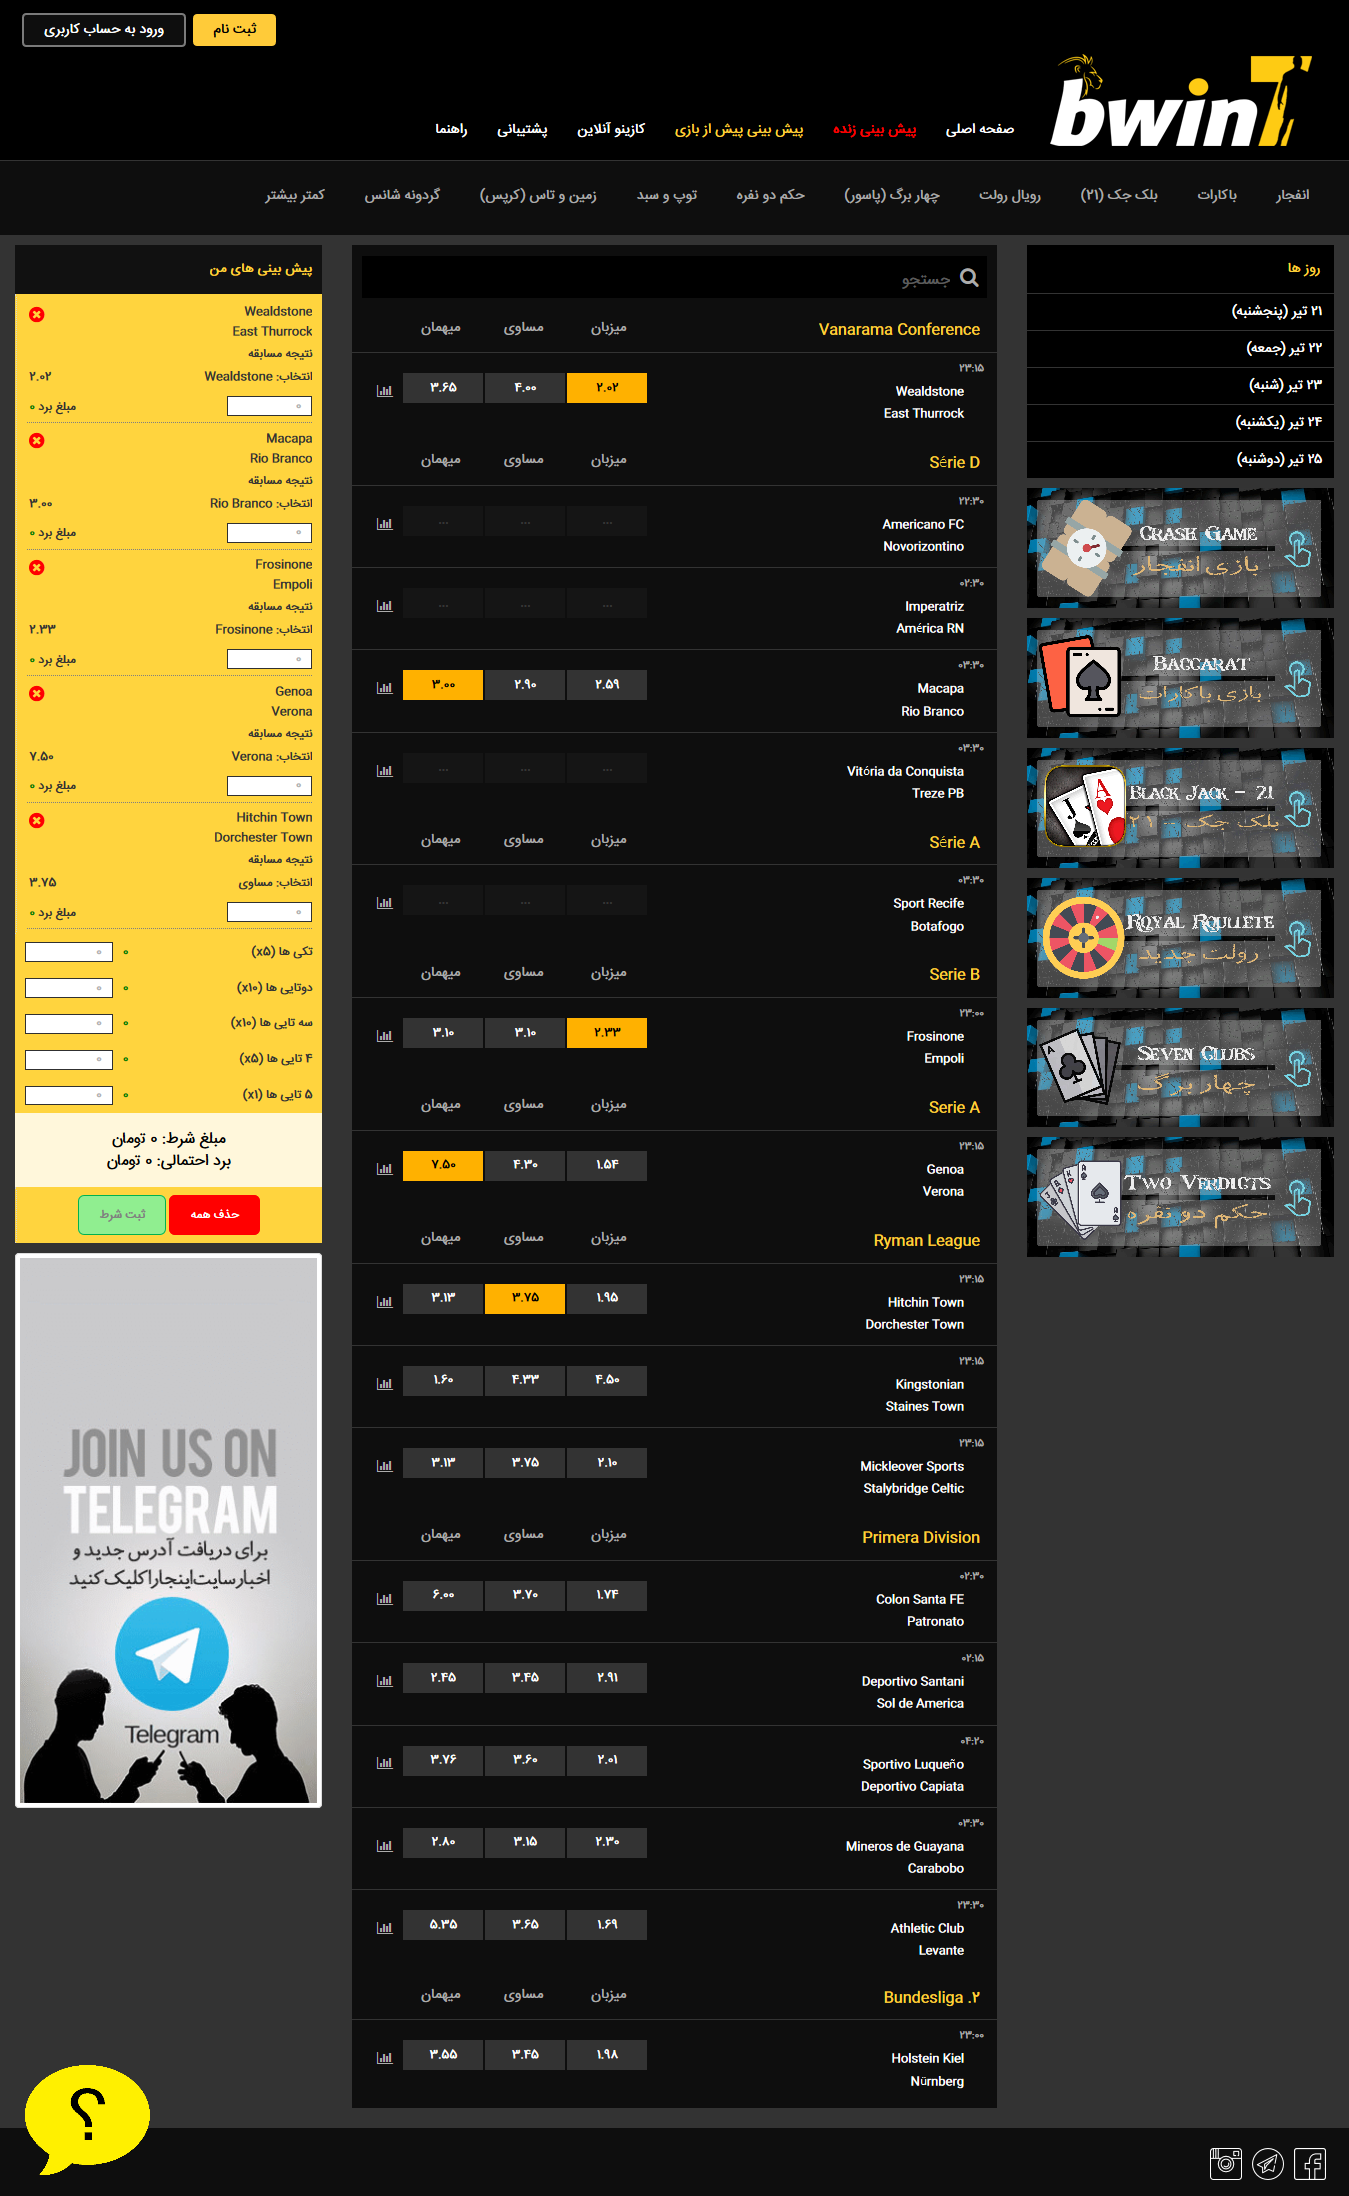 ثبت نام
ورود به حساب کاربری
bwin7
صفحه اصلی
پیش بینی زنده
پیش بینی پیش از بازی
کازینو آنلاین
پشتیبانی
راهنما
انفجار
باکارات
بلک جک (۲۱)
رویال رولت
چهار برگ (پاسور)
حکم دو نفره
توپ و سبد
زمین و تاس (کرپس)
گردونه شانس
کمتر بیشتر
روز ها
۲۱ تیر (پنجشنبه)
۲۲ تیر (جمعه)
۲۳ تیر (شنبه)
۲۴ تیر (یکشنبه)
۲۵ تیر (دوشنبه)
Crash Game
بازی انفجار
Baccarat
بازی باکارات
Black Jack - 21
بلک جک -- ۲۱
Royal Roullete
رولت جدید
Seven Clubs
چهار برگ
Two Verdicts
حکم دو نفره
جستجو
Vanarama Conference میزبان مساوی میهمان
۲۳:۱۵
Wealdstone
East Thurrock
۲.۰۲ ۴.۰۰ ۳.۶۵
Série D میزبان مساوی میهمان
۲۲:۳۰
Americano FC
Novorizontino
... ... ...
۰۲:۳۰
Imperatriz
América RN
... ... ...
۰۳:۳۰
Macapa
Rio Branco
۲.۵۹ ۲.۹۰ ۳.۰۰
۰۳:۳۰
Vitória da Conquista
Treze PB
... ... ...
Série A میزبان مساوی میهمان
۰۳:۳۰
Sport Recife
Botafogo
... ... ...
Serie B میزبان مساوی میهمان
۲۳:۰۰
Frosinone
Empoli
۲.۳۳ ۳.۱۰ ۳.۱۰
Serie A میزبان مساوی میهمان
۲۳:۱۵
Genoa
Verona
۱.۵۴ ۴.۳۰ ۷.۵۰
Ryman League میزبان مساوی میهمان
۲۳:۱۵
Hitchin Town
Dorchester Town
۱.۹۵ ۳.۷۵ ۳.۱۳
۲۳:۱۵
Kingstonian
Staines Town
۴.۵۰ ۴.۳۳ ۱.۶۰
۲۳:۱۵
Mickleover Sports
Stalybridge Celtic
۲.۱۰ ۳.۷۵ ۳.۱۳
Primera Division میزبان مساوی میهمان
۰۲:۳۰
Colon Santa FE
Patronato
۱.۷۴ ۳.۷۰ ۶.۰۰
۰۲:۱۵
Deportivo Santani
Sol de America
۲.۹۱ ۳.۴۵ ۲.۴۵
۰۴:۲۰
Sportivo Luqueño
Deportivo Capiata
۲.۰۱ ۳.۶۰ ۳.۷۶
۰۳:۳۰
Mineros de Guayana
Carabobo
۲.۳۰ ۳.۱۵ ۲.۸۰
۲۳:۳۰
Athletic Club
Levante
۱.۶۹ ۳.۶۵ ۵.۳۵
Bundesliga .۲ میزبان مساوی میهمان
۲۳:۰۰
Holstein Kiel
Nürnberg
۱.۹۸ ۳.۴۵ ۳.۵۵
پیش بینی های من
Wealdstone
East Thurrock
نتیجه مسابقه
انتخاب: Wealdstone ۲.۰۲
۰ مبلغ برد ۰
Macapa
Rio Branco
نتیجه مسابقه
انتخاب: Rio Branco ۳.۰۰
۰ مبلغ برد ۰
Frosinone
Empoli
نتیجه مسابقه
انتخاب: Frosinone ۲.۳۳
۰ مبلغ برد ۰
Genoa
Verona
نتیجه مسابقه
انتخاب: Verona ۷.۵۰
۰ مبلغ برد ۰
Hitchin Town
Dorchester Town
نتیجه مسابقه
انتخاب: مساوی ۳.۷۵
۰ مبلغ برد ۰
تکی ها (x۵) ۰ ۰
دوتایی ها (x۱۰) ۰ ۰
سه تایی ها (x۱۰) ۰ ۰
۴ تایی ها (x۵) ۰ ۰
۵ تایی ها (x۱) ۰ ۰
مبلغ شرط: ۰ تومان
برد احتمالی: ۰ تومان
حذف همه
ثبت شرط
JOIN US ON
TELEGRAM
برای دریافت آدرس جدید و
اخبار سایت اینجا را کلیک کنید
Telegram
؟